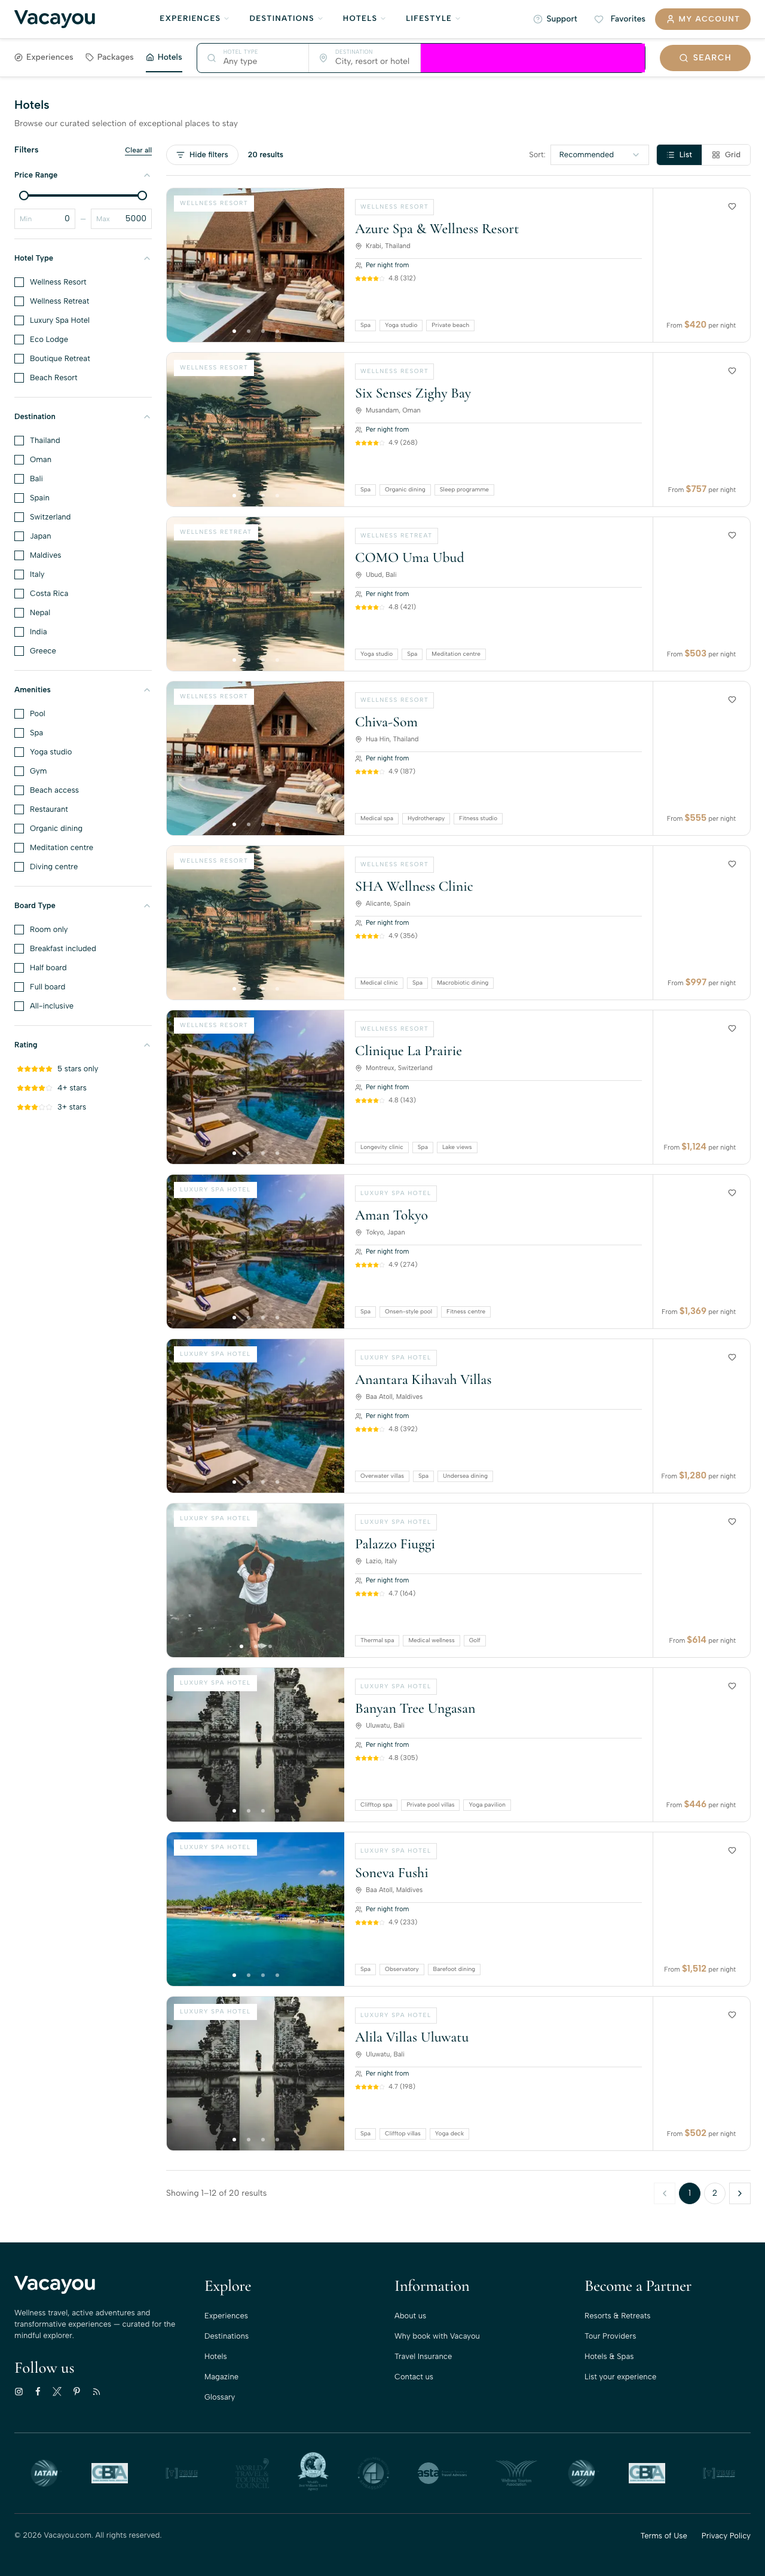 Vacayou
EXPERIENCES
DESTINATIONS
HOTELS
LIFESTYLE
Support
Favorites
MY ACCOUNT
Experiences
Packages
Hotels
HOTEL TYPE
Any type
DESTINATION
City, resort or hotel
SEARCH
Hotels
Browse our curated selection of exceptional places to stay
Filters
Clear all
Price Range
Min 0 — Max 5000
Hotel Type
Wellness Resort
Wellness Retreat
Luxury Spa Hotel
Eco Lodge
Boutique Retreat
Beach Resort
Destination
Thailand
Oman
Bali
Spain
Switzerland
Japan
Maldives
Italy
Costa Rica
Nepal
India
Greece
Amenities
Pool
Spa
Yoga studio
Gym
Beach access
Restaurant
Organic dining
Meditation centre
Diving centre
Board Type
Room only
Breakfast included
Half board
Full board
All-inclusive
Rating
5 stars only
4+ stars
3+ stars
Hide filters
20 results
Sort:
Recommended
List
Grid
WELLNESS RESORT
WELLNESS RESORT
Azure Spa & Wellness Resort
Krabi, Thailand
Per night from
4.8 (312)
Spa
Yoga studio
Private beach
From $420 per night
WELLNESS RESORT
WELLNESS RESORT
Six Senses Zighy Bay
Musandam, Oman
Per night from
4.9 (268)
Spa
Organic dining
Sleep programme
From $757 per night
WELLNESS RETREAT
WELLNESS RETREAT
COMO Uma Ubud
Ubud, Bali
Per night from
4.8 (421)
Yoga studio
Spa
Meditation centre
From $503 per night
WELLNESS RESORT
WELLNESS RESORT
Chiva-Som
Hua Hin, Thailand
Per night from
4.9 (187)
Medical spa
Hydrotherapy
Fitness studio
From $555 per night
WELLNESS RESORT
WELLNESS RESORT
SHA Wellness Clinic
Alicante, Spain
Per night from
4.9 (356)
Medical clinic
Spa
Macrobiotic dining
From $997 per night
WELLNESS RESORT
WELLNESS RESORT
Clinique La Prairie
Montreux, Switzerland
Per night from
4.8 (143)
Longevity clinic
Spa
Lake views
From $1,124 per night
LUXURY SPA HOTEL
LUXURY SPA HOTEL
Aman Tokyo
Tokyo, Japan
Per night from
4.9 (274)
Spa
Onsen-style pool
Fitness centre
From $1,369 per night
LUXURY SPA HOTEL
LUXURY SPA HOTEL
Anantara Kihavah Villas
Baa Atoll, Maldives
Per night from
4.8 (392)
Overwater villas
Spa
Undersea dining
From $1,280 per night
LUXURY SPA HOTEL
LUXURY SPA HOTEL
Palazzo Fiuggi
Lazio, Italy
Per night from
4.7 (164)
Thermal spa
Medical wellness
Golf
From $614 per night
LUXURY SPA HOTEL
LUXURY SPA HOTEL
Banyan Tree Ungasan
Uluwatu, Bali
Per night from
4.8 (305)
Clifftop spa
Private pool villas
Yoga pavilion
From $446 per night
LUXURY SPA HOTEL
LUXURY SPA HOTEL
Soneva Fushi
Baa Atoll, Maldives
Per night from
4.9 (233)
Spa
Observatory
Barefoot dining
From $1,512 per night
LUXURY SPA HOTEL
LUXURY SPA HOTEL
Alila Villas Uluwatu
Uluwatu, Bali
Per night from
4.7 (198)
Spa
Clifftop villas
Yoga deck
From $502 per night
Showing 1–12 of 20 results
1
2
Vacayou
Wellness travel, active adventures and
transformative experiences — curated for the
mindful explorer.
Follow us
Explore
Experiences
Destinations
Hotels
Magazine
Glossary
Information
About us
Why book with Vacayou
Travel Insurance
Contact us
Become a Partner
Resorts & Retreats
Tour Providers
Hotels & Spas
List your experience
IATAN
GBTA
WORLD TRAVEL & TOURISM COUNCIL
asta
IATAN
GBTA
© 2026 Vacayou.com. All rights reserved.
Terms of Use
Privacy Policy